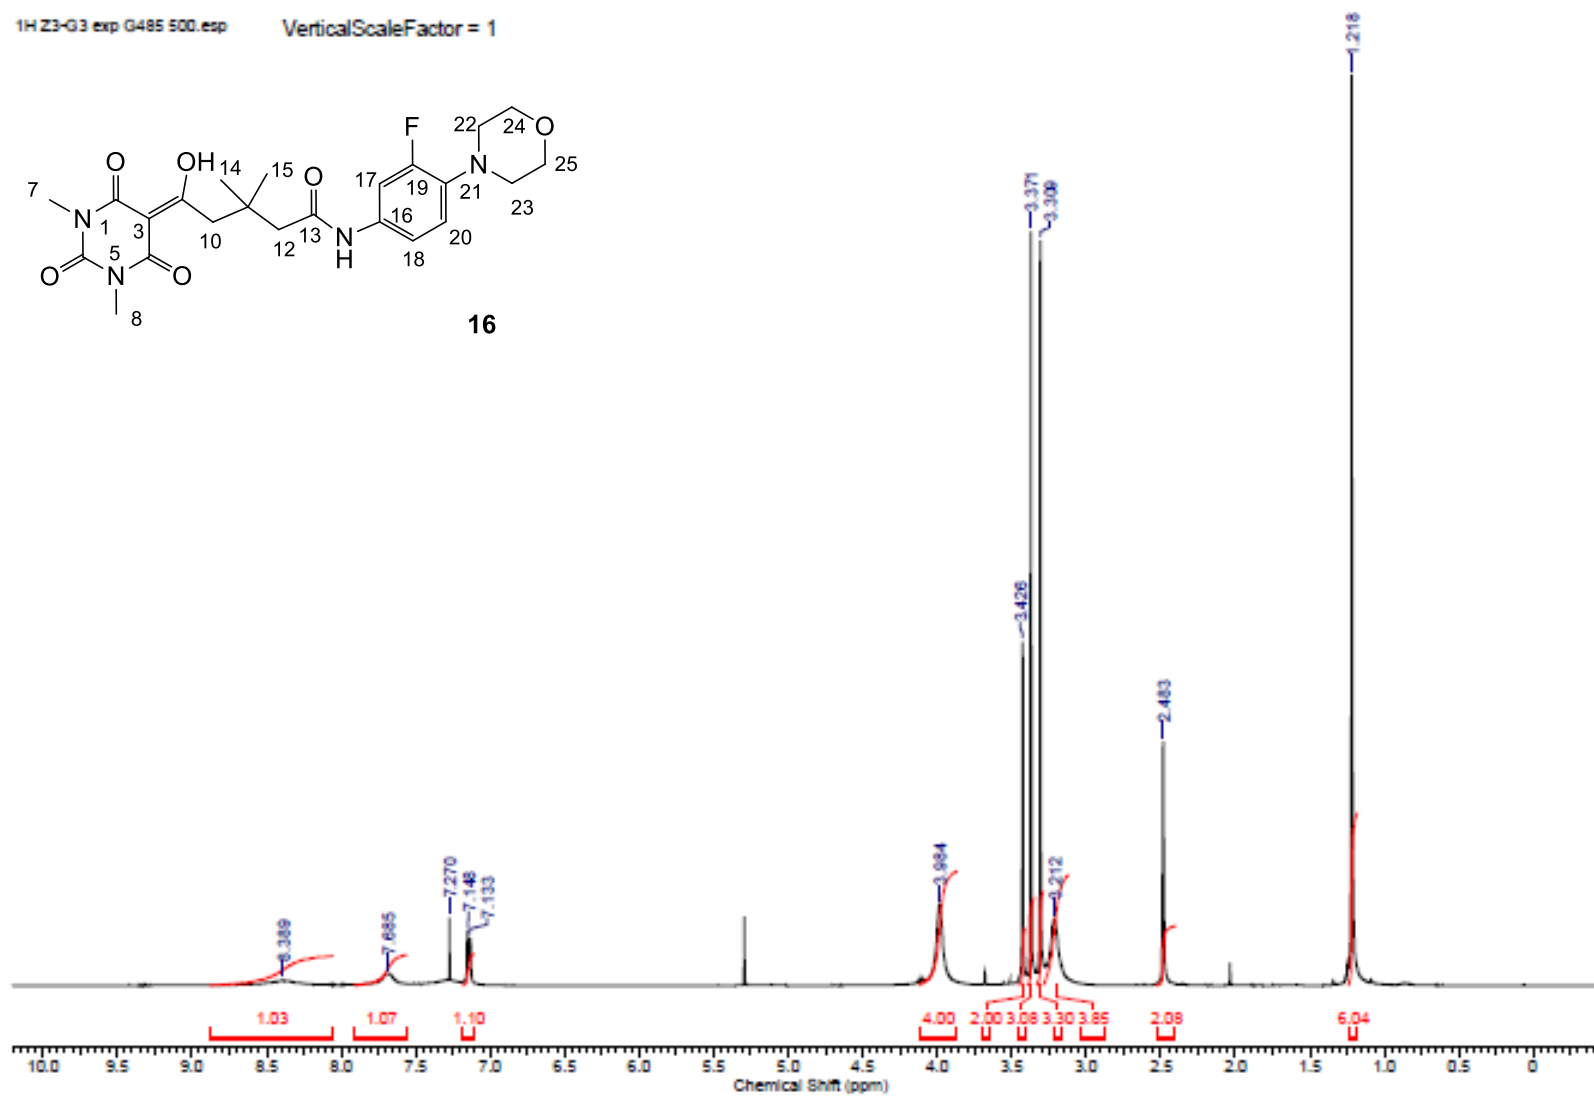 1H Z3-G3 exp G485 500.esp
VerticalScaleFactor = 1
F
22
24
O
O
OH
14
15
O
17
19
N
25
7
21
23
N
1
3
10
12
13
16
20
5
N
H
18
O
N
O
8
16
1.218
3.371
3.309
3.426
2.483
3.984
3.212
7.270
7.148
7.133
7.685
8.389
1.03
1.07
1.10
4.00
2.00
3.08
3.30
3.85
2.08
6.04
10.0 9.5 9.0 8.5 8.0 7.5 7.0 6.5 6.0 5.5 5.0 4.5 4.0 3.5 3.0 2.5 2.0 1.5 1.0 0.5 0
Chemical Shift (ppm)